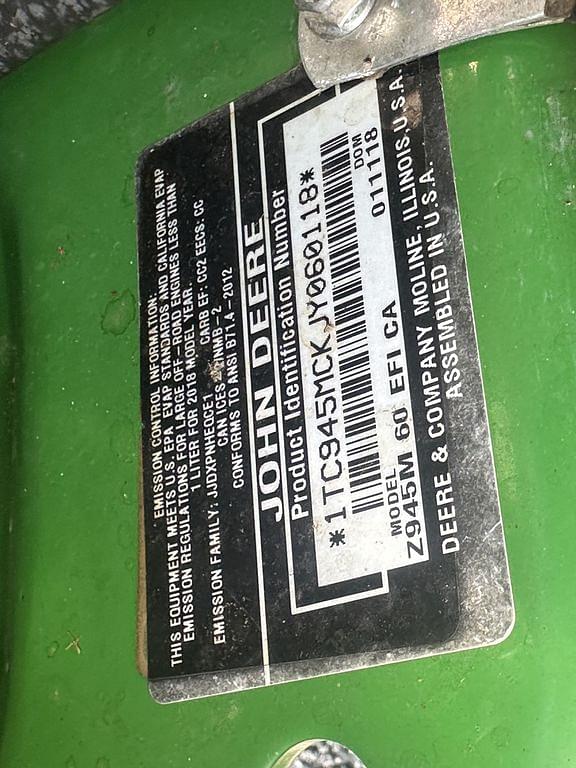 EMISSION CONTROL INFORMATION:
THIS EQUIPMENT MEETS U.S. EPA EVAP STANDARDS AND CALIFORNIA EVAP
EMISSION REGULATIONS FOR LARGE OFF-ROAD ENGINES LESS THAN
1 LITER FOR 2018 MODEL YEAR.
EMISSION FAMILY: JJDXPNHEQCE1 CARB EF: CC2 EECS: CC
CAN ICES-2/NMB-2
CONFORMS TO ANSI B71.4-2012
JOHN DEERE
Product Identification Number
*1TC945MCKJY060118*
DOM
011118
MODEL
Z945M 60 EFI CA
DEERE & COMPANY MOLINE, ILLINOIS, U.S.A.
ASSEMBLED IN U.S.A.